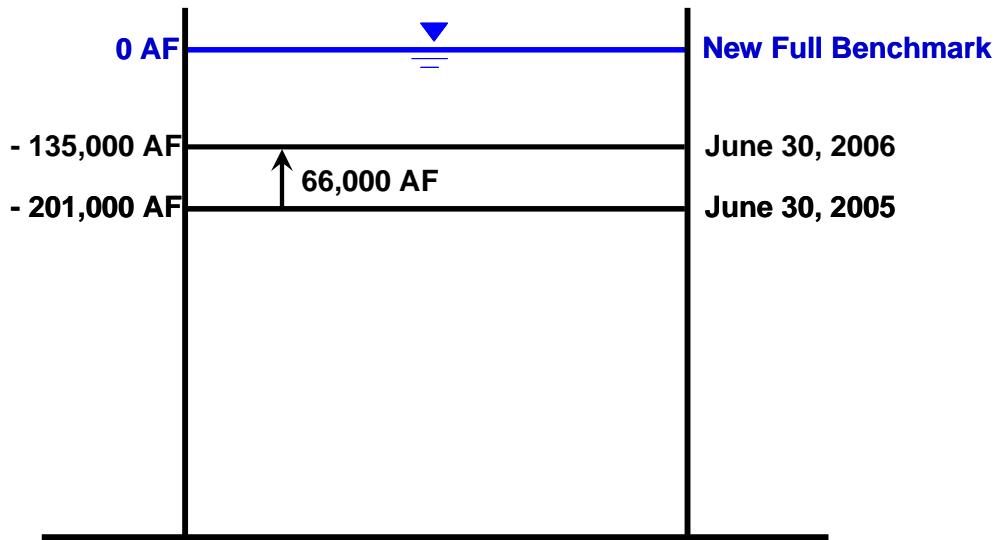 0 AF New Full Benchmark
- 135,000 AF June 30, 2006
66,000 AF
- 201,000 AF June 30, 2005